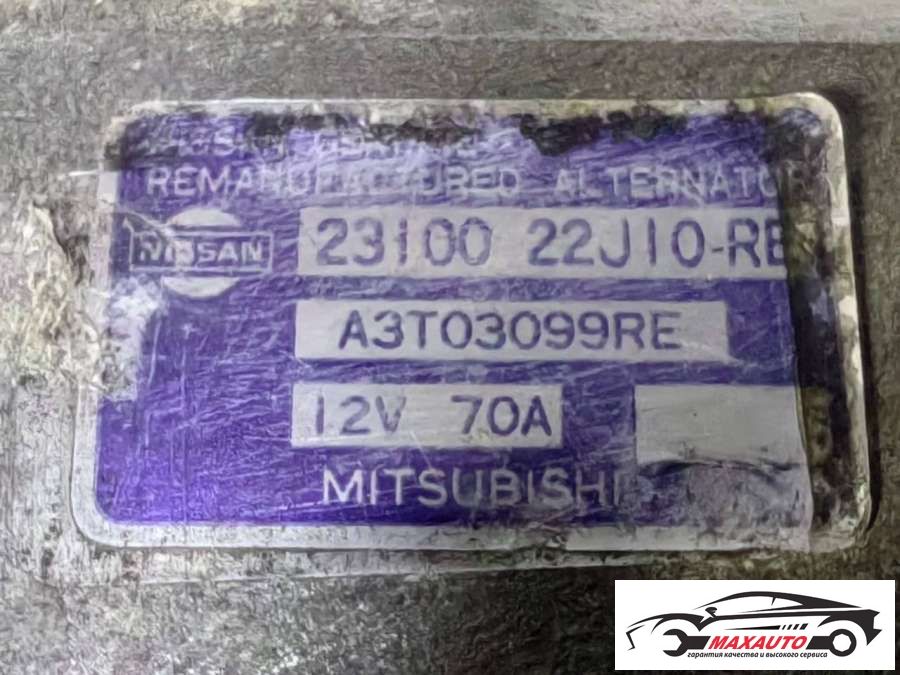 REMANUFACTURED ALTERNATOR
NISSAN
23100 22J10-RE
A3T03099RE
12V 70A
MITSUBISHI
MAXAUTO
гарантия качества и высокого сервиса